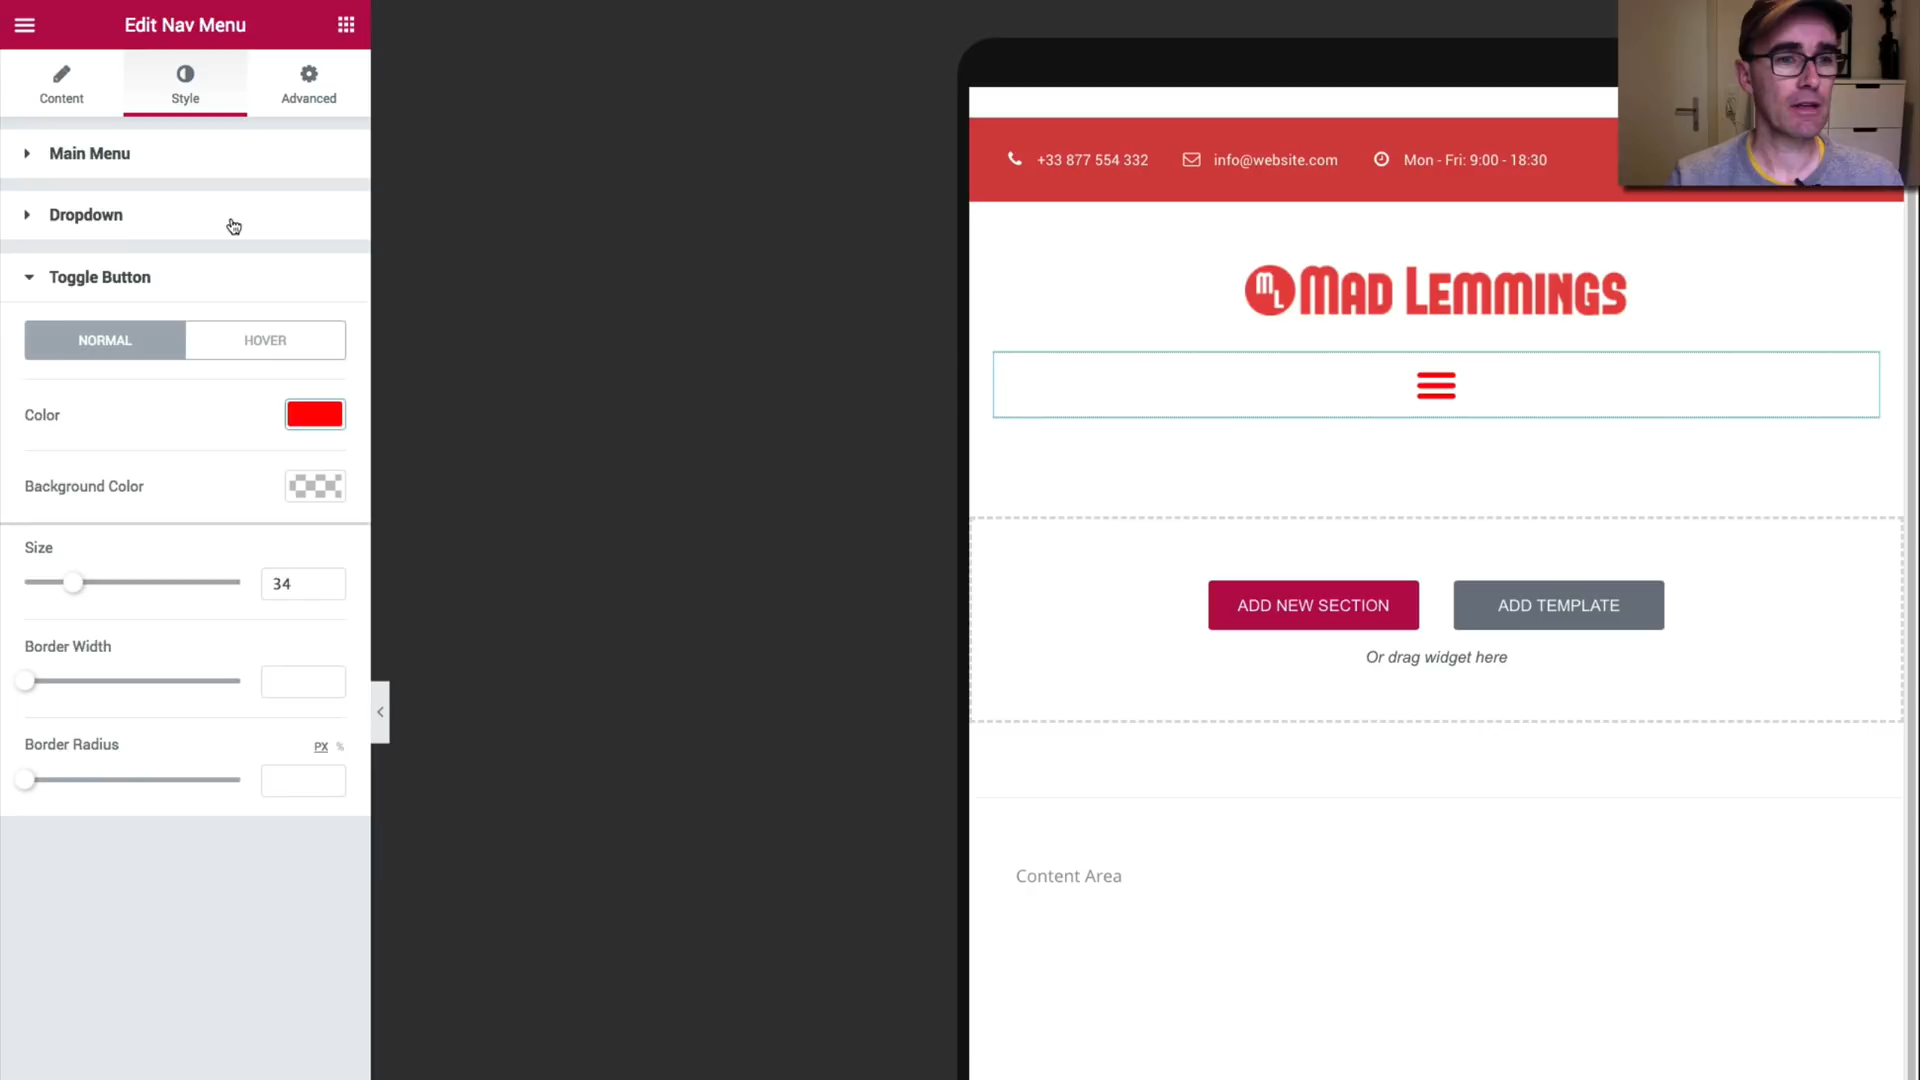 Edit Nav Menu
Content
Style
Advanced
Main Menu
Dropdown
Toggle Button
NORMAL
HOVER
Color
Background Color
Size
34
Border Width
Border Radius
PX %
+33 877 554 332
info@website.com
Mon - Fri: 9:00 - 18:30
ML MAD LEMMINGS
ADD NEW SECTION
ADD TEMPLATE
Or drag widget here
Content Area